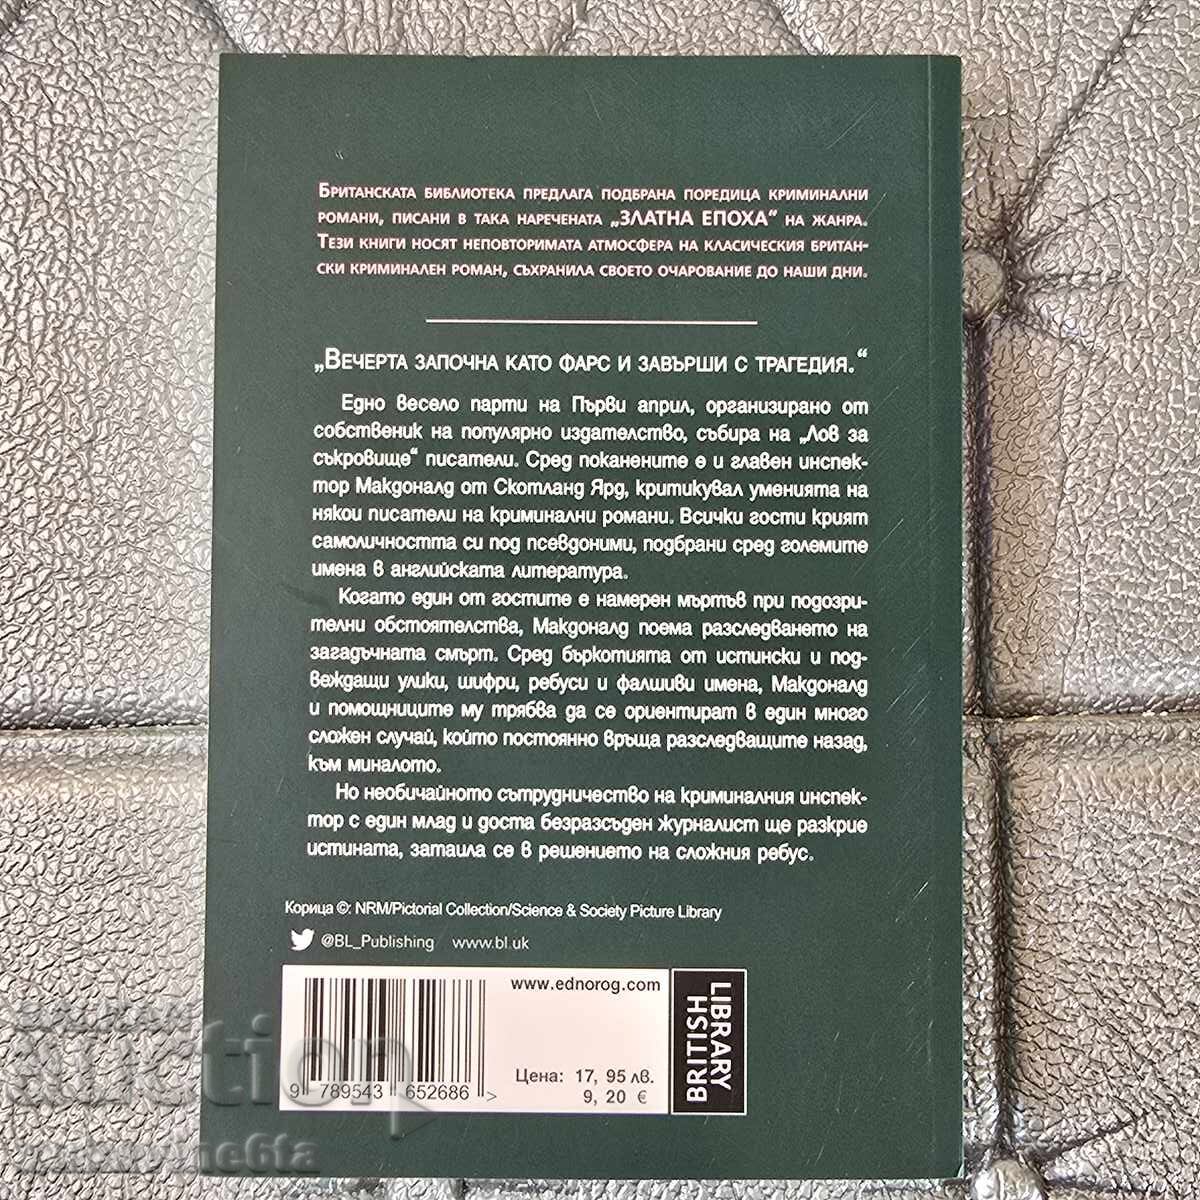 Британската библиотека предлага подбрана поредица криминални
романи, писани в така наречената „ЗЛАТНА ЕПОХА“ на жанра.
Тези книги носят неповторимата атмосфера на класическия британ-
ски криминален роман, съхранила своето очарование до наши дни.
„Вечерта започна като фарс и завърши с трагедия.“
Едно весело парти на Първи април, организирано от
собственик на популярно издателство, събира на „Лов за
съкровище“ писатели. Сред поканените е и главен инспек-
тор Макдоналд от Скотланд Ярд, критикувал уменията на
някои писатели на криминални романи. Всички гости крият
самоличността си под псевдоними, подбрани сред големите
имена в английската литература.
Когато един от гостите е намерен мъртъв при подозри-
телни обстоятелства, Макдоналд поема разследването на
загадъчната смърт. Сред бъркотията от истински и под-
веждащи улики, шифри, ребуси и фалшиви имена, Макдоналд
и помощниците му трябва да се ориентират в един много
сложен случай, който постоянно връща разследващите назад,
към миналото.
Но необичайното сътрудничество на криминалния инспек-
тор с един млад и доста безразсъден журналист ще разкрие
истината, затаила се в решението на сложния ребус.
Корица ©: NRM/Pictorial Collection/Science & Society Picture Library
@BL_Publishing www.bl.uk
www.ednorog.com
Цена: 17, 95 лв.
9, 20 €
9 789543 652686 >
BRITISH
LIBRARY
auction